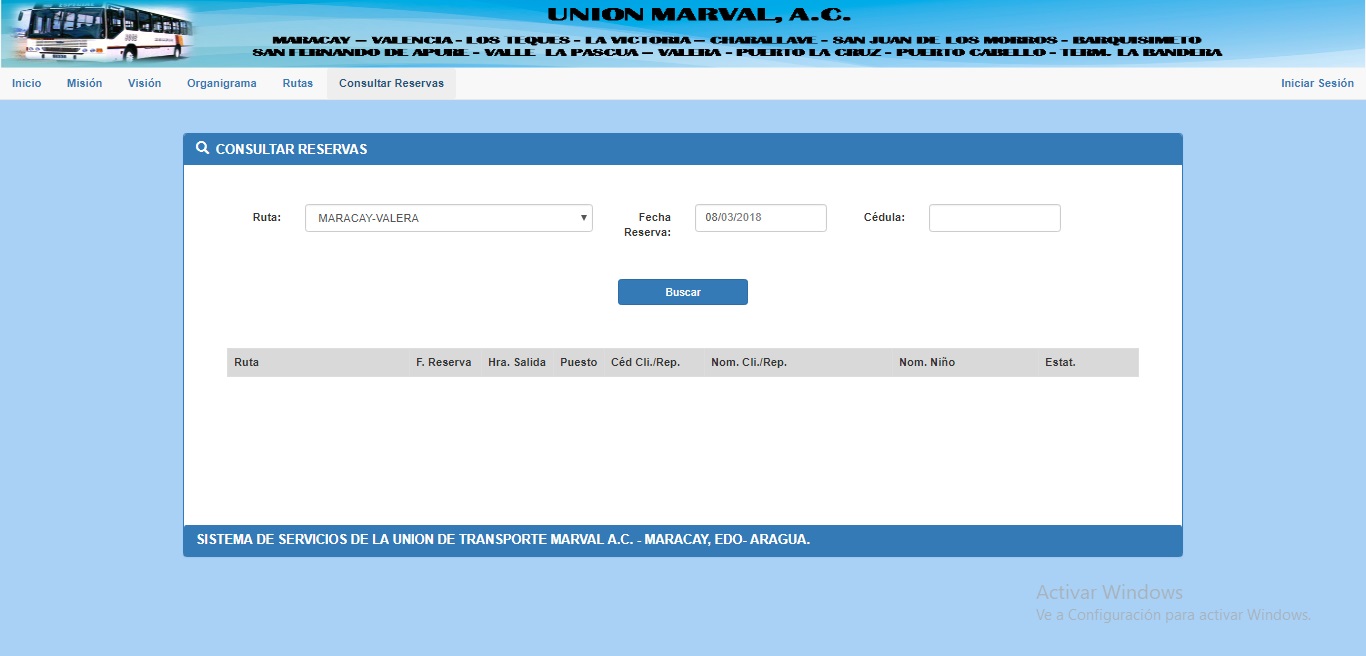 UNION MARVAL, A.C.
MARACAY – VALENCIA - LOS TEQUES - LA VICTORIA – CHARALLAVE - SAN JUAN DE LOS MORROS - BARQUISIMETO
SAN FERNANDO DE APURE - VALLE LA PASCUA – VALERA - PUERTO LA CRUZ - PUERTO CABELLO - TERM. LA BANDERA
Inicio Misión Visión Organigrama Rutas Consultar Reservas Iniciar Sesión
CONSULTAR RESERVAS
Ruta: MARACAY-VALERA Fecha Reserva: 08/03/2018 Cédula:
Buscar
Ruta F. Reserva Hra. Salida Puesto Céd Cli./Rep. Nom. Cli./Rep. Nom. Niño Estat.
SISTEMA DE SERVICIOS DE LA UNION DE TRANSPORTE MARVAL A.C. - MARACAY, EDO- ARAGUA.
Activar Windows
Ve a Configuración para activar Windows.